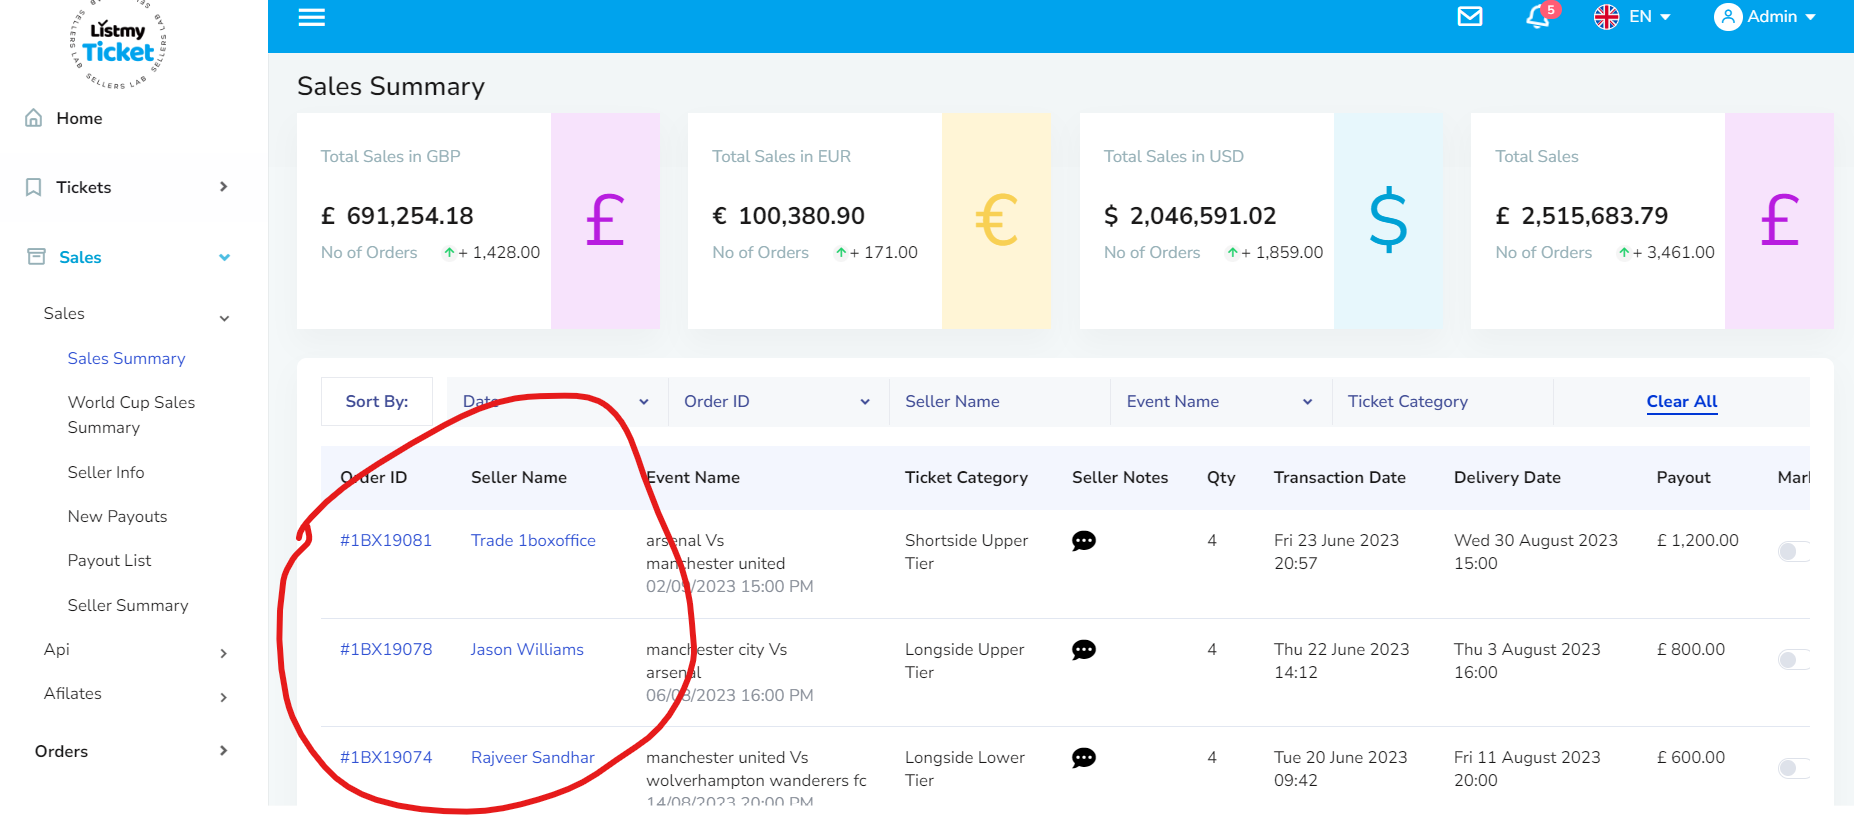 Listmy
Ticket
SELLERS LAB SELLERS LAB SELLERS LAB
5
EN
Admin
Home
Tickets
Sales
Sales
Sales Summary
World Cup Sales
Summary
Seller Info
New Payouts
Payout List
Seller Summary
Api
Afilates
Orders
Sales Summary
Total Sales in GBP
£ 691,254.18
No of Orders + 1,428.00
£
Total Sales in EUR
€ 100,380.90
No of Orders + 171.00
€
Total Sales in USD
$ 2,046,591.02
No of Orders + 1,859.00
$
Total Sales
£ 2,515,683.79
No of Orders + 3,461.00
£
Sort By: Date Order ID Seller Name Event Name Ticket Category Clear All
Order ID Seller Name Event Name Ticket Category Seller Notes Qty Transaction Date Delivery Date Payout
#1BX19081 Trade 1boxoffice arsenal Vs Shortside Upper 4 Fri 23 June 2023 Wed 30 August 2023 £ 1,200.00
manchester united Tier 20:57 15:00
02/09/2023 15:00 PM
#1BX19078 Jason Williams manchester city Vs Longside Upper 4 Thu 22 June 2023 Thu 3 August 2023 £ 800.00
arsenal Tier 14:12 16:00
06/08/2023 16:00 PM
#1BX19074 Rajveer Sandhar manchester united Vs Longside Lower 4 Tue 20 June 2023 Fri 11 August 2023 £ 600.00
wolverhampton wanderers fc Tier 09:42 20:00
14/08/2023 20:00 PM